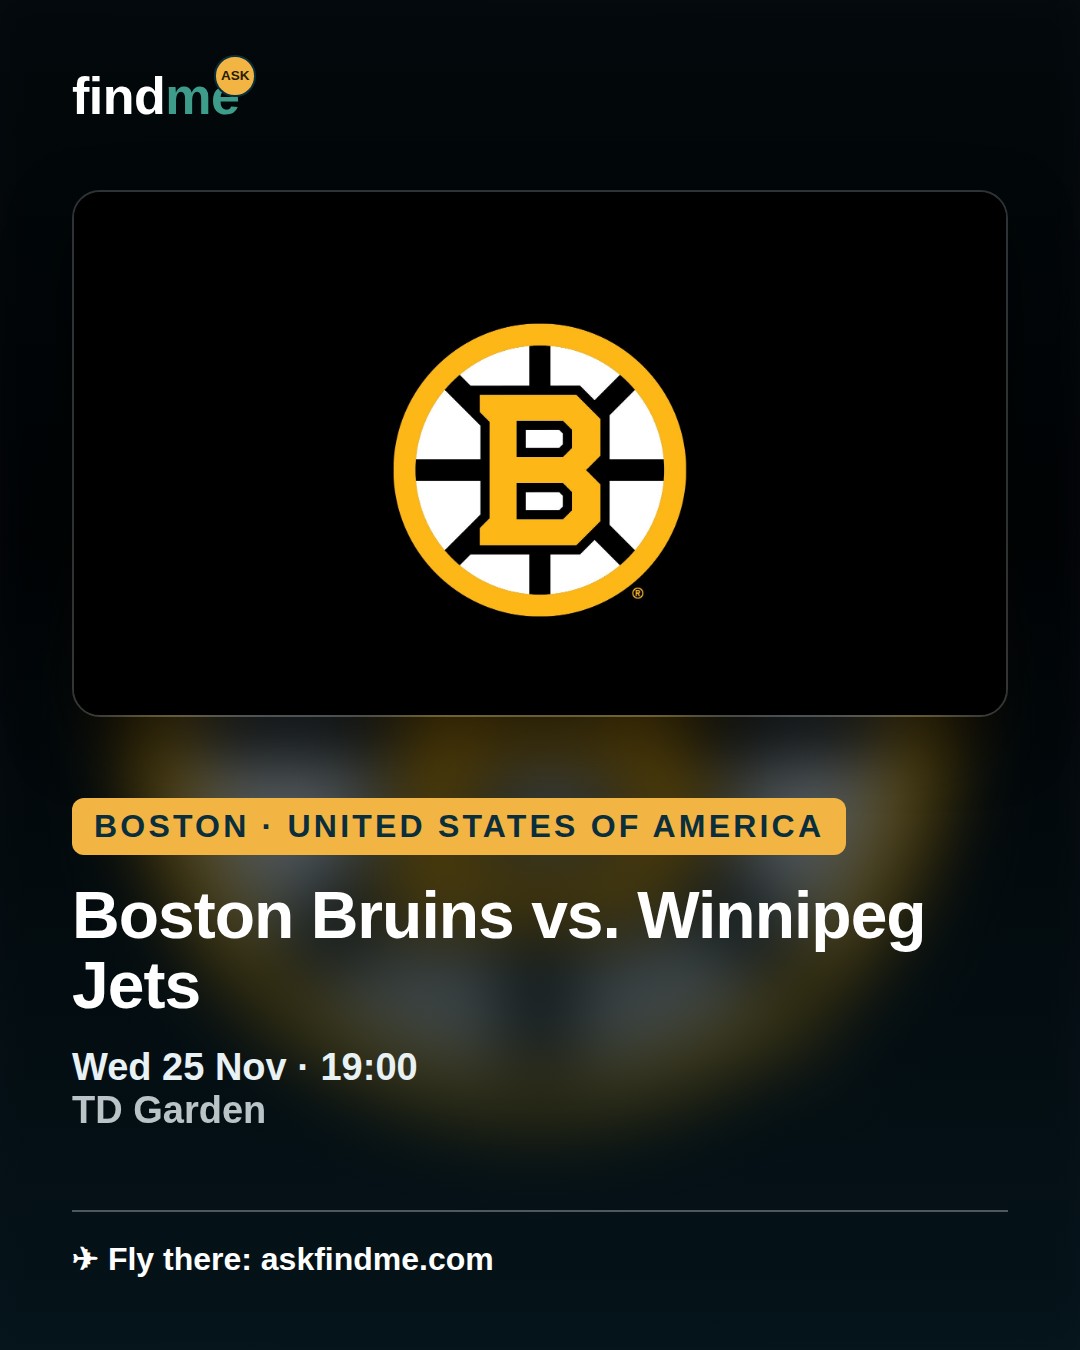 findme
ASK
B
®
BOSTON · UNITED STATES OF AMERICA
Boston Bruins vs. Winnipeg
Jets
Wed 25 Nov · 19:00
TD Garden
✈ Fly there: askfindme.com